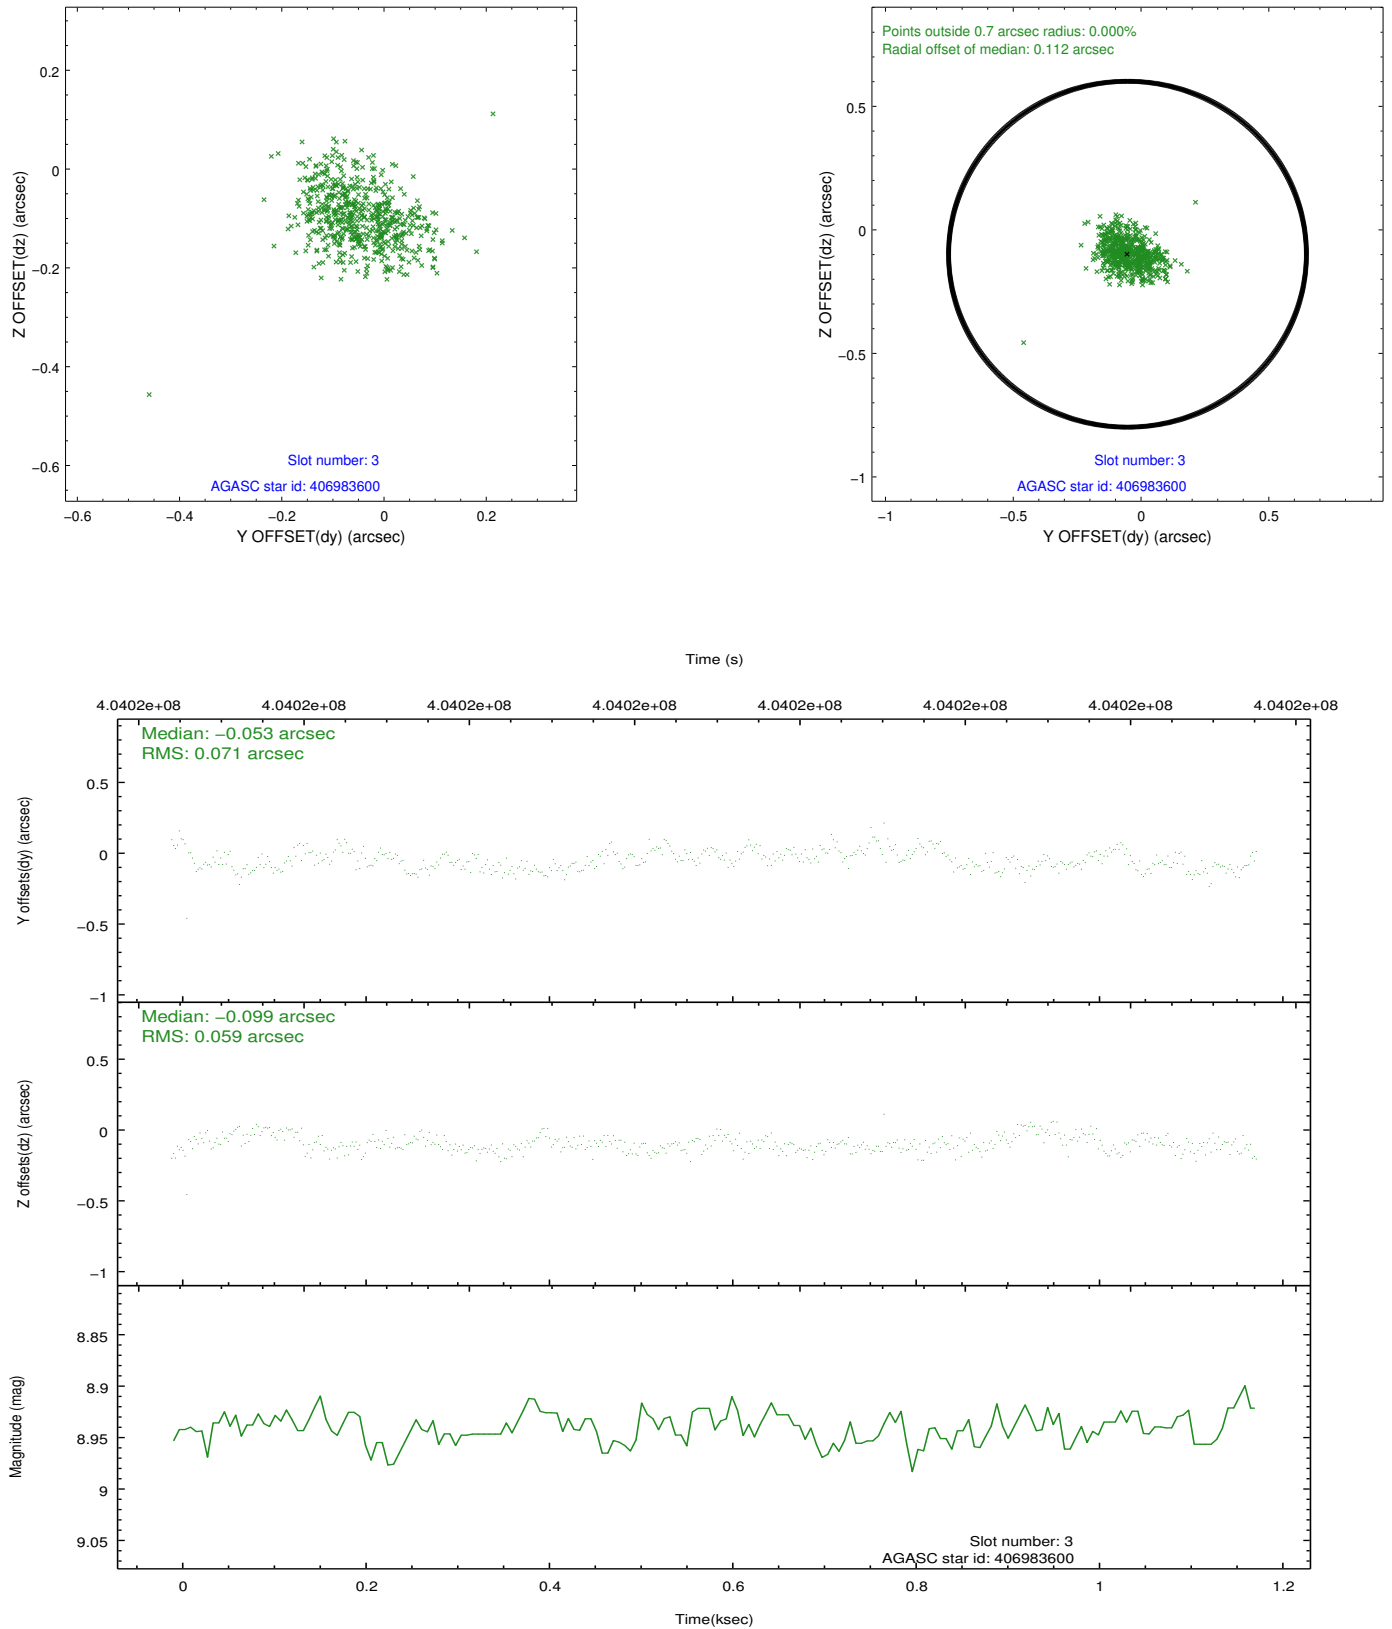 0.2
0
−0.2
−0.4
−0.6
Z OFFSET(dz) (arcsec)
Slot number: 3
AGASC star id: 406983600
−0.6
−0.4
−0.2
0
0.2
Y OFFSET(dy) (arcsec)
Points outside 0.7 arcsec radius: 0.000%
Radial offset of median: 0.112 arcsec
0.5
0
−0.5
−1
Z OFFSET(dz) (arcsec)
Slot number: 3
AGASC star id: 406983600
−1
−0.5
0
0.5
Y OFFSET(dy) (arcsec)
Time (s)
4.0402e+08 4.0402e+08 4.0402e+08 4.0402e+08 4.0402e+08 4.0402e+08 4.0402e+08 4.0402e+08
Median: −0.053 arcsec
RMS: 0.071 arcsec
0.5
0
−0.5
−1
Y offsets(dy) (arcsec)
Median: −0.099 arcsec
RMS: 0.059 arcsec
0.5
0
−0.5
−1
Z offsets(dz) (arcsec)
8.85
8.9
8.95
9
9.05
Magnitude (mag)
Slot number: 3
AGASC star id: 406983600
0 0.2 0.4 0.6 0.8 1 1.2
Time(ksec)